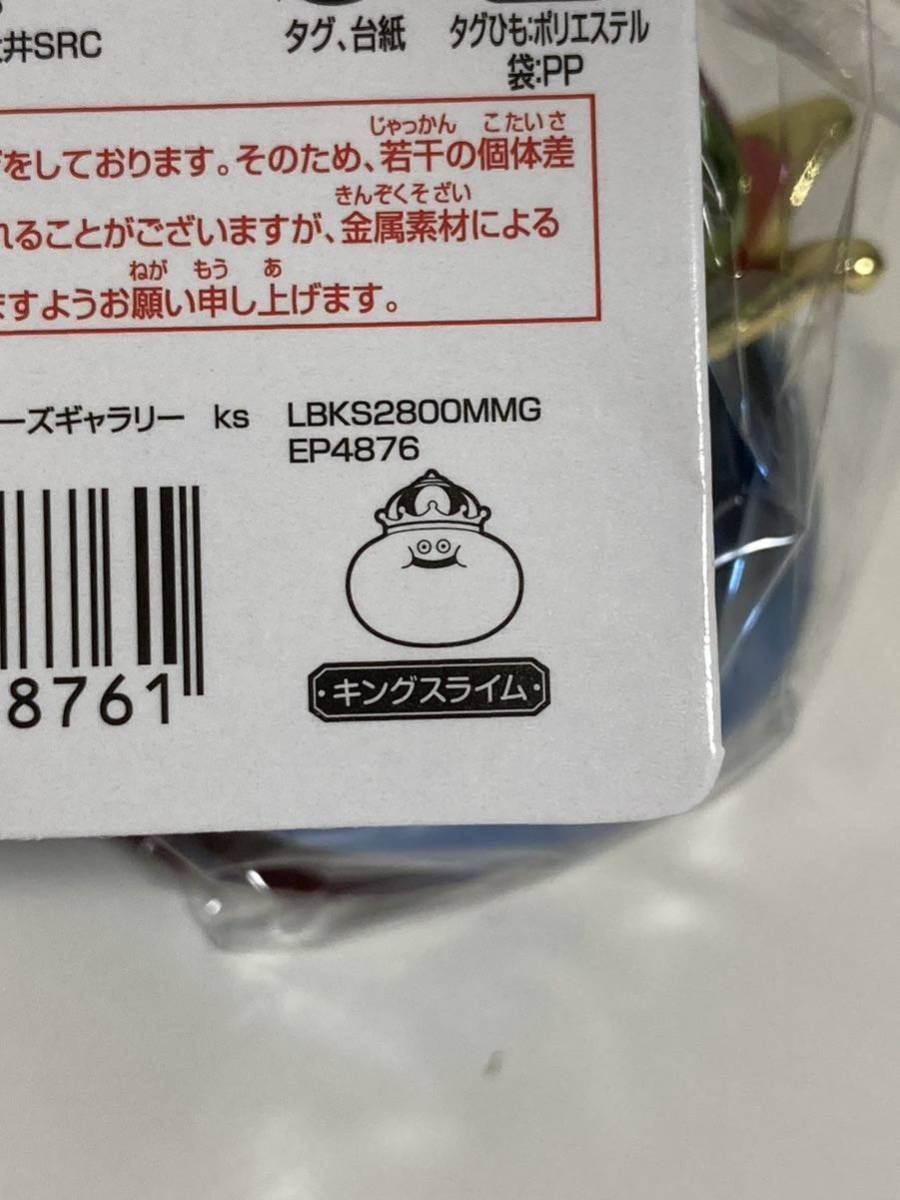 井SRC
タグ、台紙
タグひも:ポリエステル
袋:PP
じゃっかん こたいさ
をしております。そのため、若干の個体差
きんぞくそざい
れることがございますが、金属素材による
ねが もう あ
ますようお願い申し上げます。
ーズギャラリー ks LBKS2800MMG
EP4876
8761
・キングスライム・